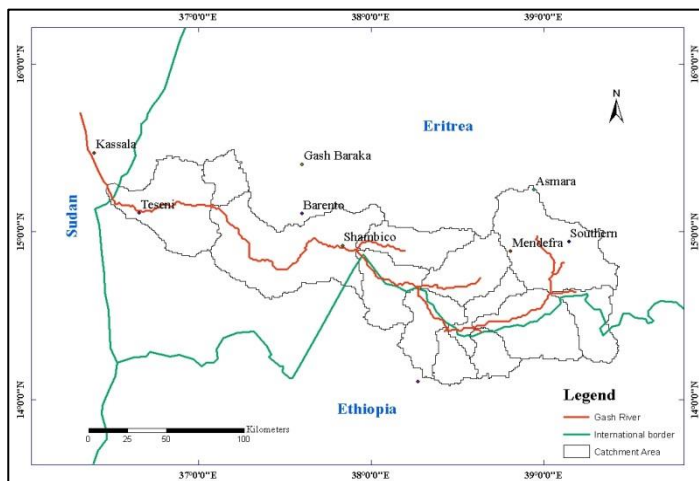 37°0'0"E
38°0'0"E
39°0'0"E
16°0'0"N
16°0'0"N
N
Kassala
Eritrea
Gash Baraka
Asmara
Sudan
Teseni
Barento
15°0'0"N
Shambico
Mendefra
Southern
15°0'0"N
14°0'0"N
Ethiopia
14°0'0"N
Legend
Gash River
International border
Catchment Area
Kilometers
0 25 50 100
37°0'0"E
38°0'0"E
39°0'0"E